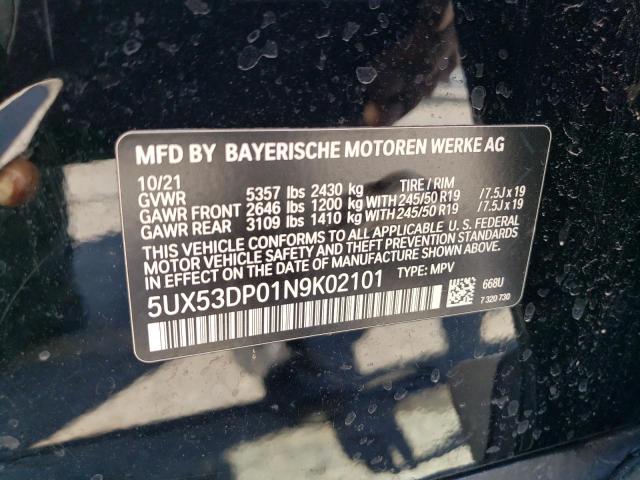 MFD BY BAYERISCHE MOTOREN WERKE AG
10/21 TIRE / RIM
GVWR 5357 lbs 2430 kg
GAWR FRONT 2646 lbs 1200 kg WITH 245/50 R19 /7.5J x 19
GAWR REAR 3109 lbs 1410 kg WITH 245/50 R19 /7.5J x 19
THIS VEHICLE CONFORMS TO ALL APPLICABLE U.S. FEDERAL
MOTOR VEHICLE SAFETY AND THEFT PREVENTION STANDARDS
IN EFFECT ON THE DATE OF MANUFACTURE SHOWN ABOVE.
5UX53DP01N9K02101 TYPE: MPV
668U
7 320 730